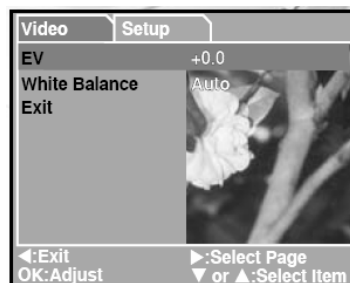 Video Setup
EV +0.0
White Balance Auto
Exit
◀:Exit ▶:Select Page
OK:Adjust ▼ or ▲:Select Item